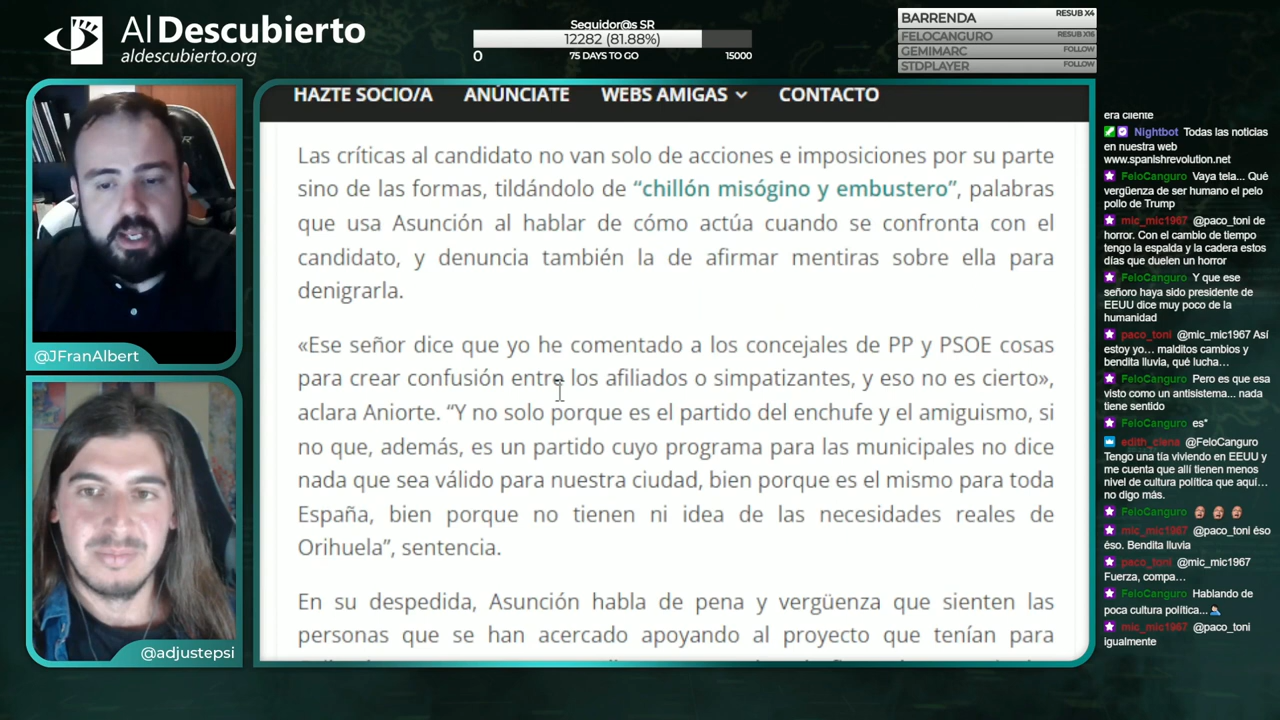 Al Descubierto
aldescubierto.org
Seguidor@s SR
12282 (81.88%)
0
75 DAYS TO GO
15000
BARRENDA
RESUB X4
FELOCANGURO
RESUB X16
GEMIMARC
FOLLOW
STDPLAYER
FOLLOW
@JFranAlbert
@adjustepsi
HAZTE SOCIO/A ANÚNCIATE WEBS AMIGAS CONTACTO
Las críticas al candidato no van solo de acciones e imposiciones por su parte
sino de las formas, tildándolo de “chillón misógino y embustero”, palabras
que usa Asunción al hablar de cómo actúa cuando se confronta con el
candidato, y denuncia también la de afirmar mentiras sobre ella para
denigrarla.
«Ese señor dice que yo he comentado a los concejales de PP y PSOE cosas
para crear confusión entre los afiliados o simpatizantes, y eso no es cierto»,
aclara Aniorte. “Y no solo porque es el partido del enchufe y el amiguismo, si
no que, además, es un partido cuyo programa para las municipales no dice
nada que sea válido para nuestra ciudad, bien porque es el mismo para toda
España, bien porque no tienen ni idea de las necesidades reales de
Orihuela”, sentencia.
En su despedida, Asunción habla de pena y vergüenza que sienten las
personas que se han acercado apoyando al proyecto que tenían para
era cliente
Nightbot Todas las noticias
en nuestra web
www.spanishrevolution.net
FeloCanguro Vaya tela... Qué
vergüenza de ser humano el pelo
pollo de Trump
mic_mic1967 @paco_toni de
horror. Con el cambio de tiempo
tengo la espalda y la cadera estos
días que duelen un horror
FeloCanguro Y que ese
señoro haya sido presidente de
EEUU dice muy poco de la
humanidad
paco_toni @mic_mic1967 Así
estoy yo… malditos cambios y
bendita lluvia, qué lucha…
FeloCanguro Pero es que esa
visto como un antisistema... nada
tiene sentido
FeloCanguro es*
edith_clena @FeloCanguro
Tengo una tía viviendo en EEUU y
me cuenta que allí tienen menos
nivel de cultura política que aquí…
no digo más.
FeloCanguro
mic_mic1967 @paco_toni éso
éso. Bendita lluvia
paco_toni @mic_mic1967
Fuerza, compa…
FeloCanguro Hablando de
poca cultura política...
mic_mic1967 @paco_toni
igualmente